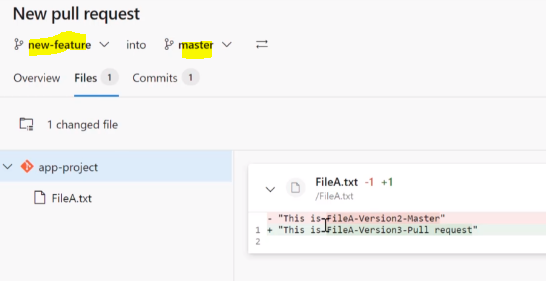 New pull request
new-feature into master
Overview Files 1 Commits 1
1 changed file
app-project
FileA.txt
FileA.txt -1 +1
/FileA.txt
- "This is FileA-Version2-Master"
1 + "This is FileA-Version3-Pull request"
2